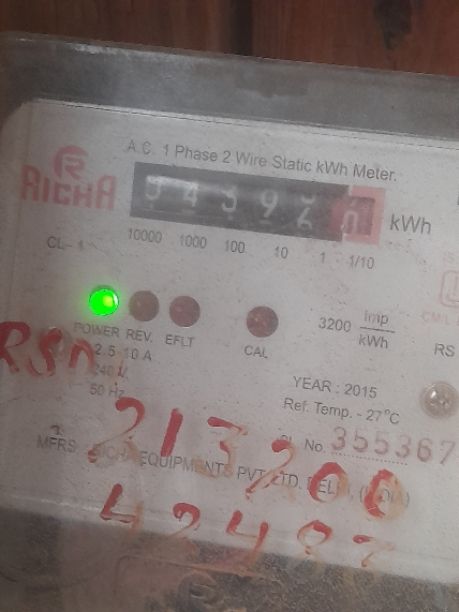 A.C. 1 Phase 2 Wire Static kWh Meter.
R
RICHA
kWh
CL-1
10000 1000 100 10 1 1/10
POWER REV. EFLT CAL
3200 Imp/kWh
2.5-10 A
240 V
50 Hz
RS
YEAR : 2015
Ref. Temp. - 27°C
SL. No. 355367
213200
MFRS : RICHA EQUIPMENTS PVT. LTD. DELHI, (INDIA)